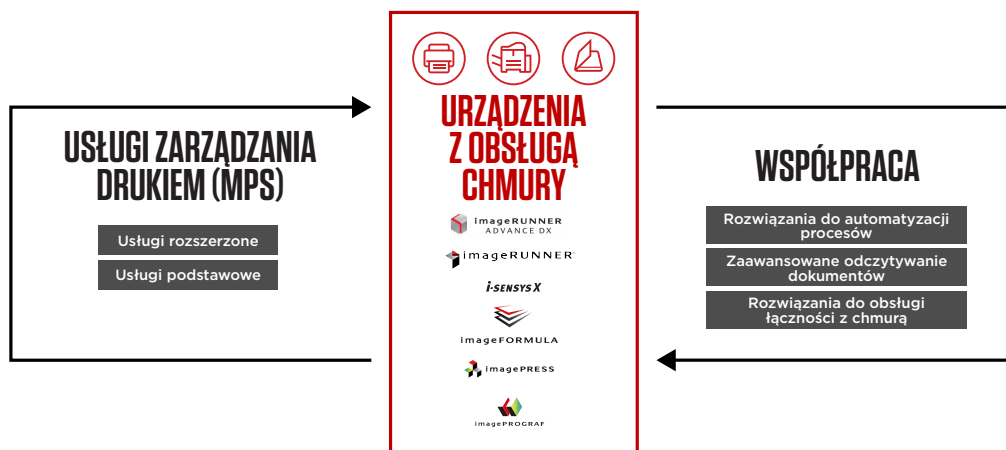 USŁUGI ZARZĄDZANIA
DRUKIEM (MPS)
Usługi rozszerzone
Usługi podstawowe
URZĄDZENIA
Z OBSŁUGĄ
CHMURY
imageRUNNER
ADVANCE DX
imageRUNNER
i-SENSYS X
imageFORMULA
imagePRESS
imagePROGRAF
WSPÓŁPRACA
Rozwiązania do automatyzacji
procesów
Zaawansowane odczytywanie
dokumentów
Rozwiązania do obsługi
łączności z chmurą